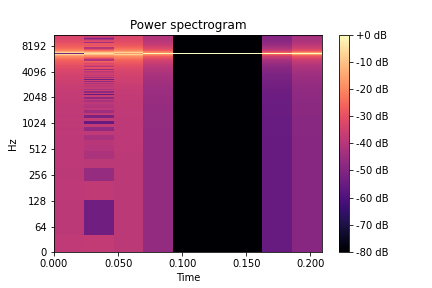 Power spectrogram
8192
4096
2048
1024
512
256
128
64
0
Hz
0.000 0.050 0.100 0.150 0.200
Time
+0 dB
-10 dB
-20 dB
-30 dB
-40 dB
-50 dB
-60 dB
-70 dB
-80 dB